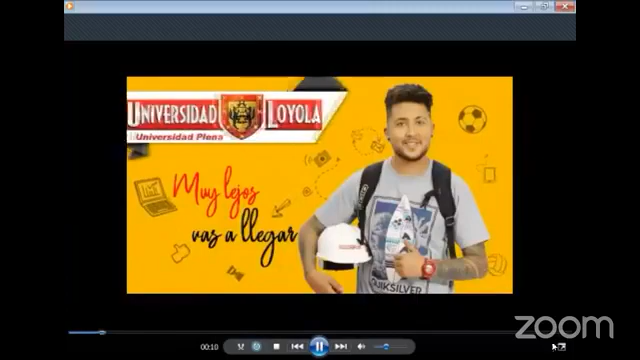 UNIVERSIDAD LOYOLA
Universidad Plena
Muy lejos
vas a llegar
QUIKSILVER
00:10
zoom